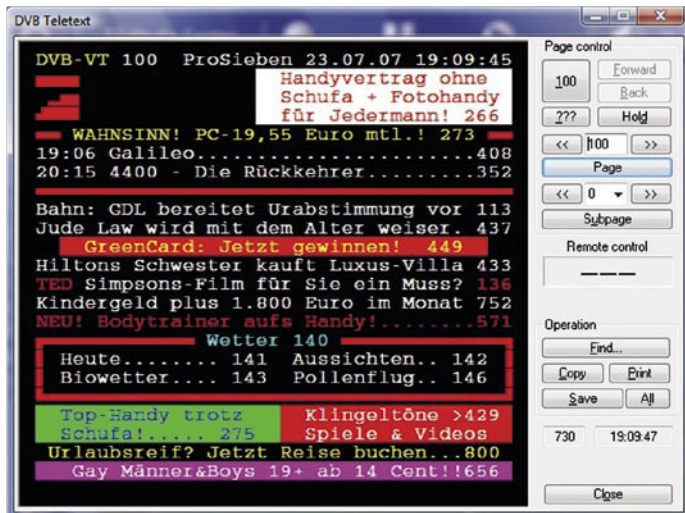 DVB Teletext
DVB-VT 100 ProSieben 23.07.07 19:09:45
Handyvertrag ohne
Schufa + Fotohandy
für Jedermann! 266
WAHNSINN! PC-19,55 Euro mtl.! 273
19:06 Galileo....................408
20:15 4400 - Die Rückkehrer.........352
Bahn: GDL bereitet Urabstimmung vor 113
Jude Law wird mit dem Alter weiser. 437
GreenCard: Jetzt gewinnen! 449
Hiltons Schwester kauft Luxus-Villa 433
TED Simpsons-Film für Sie ein Muss? 136
Kindergeld plus 1.800 Euro im Monat 752
NEU! Bodytrainer aufs Handy!........571
Wetter 140
Heute........ 141 Aussichten.. 142
Biowetter.... 143 Pollenflug.. 146
Top-Handy trotz
Schufa!..... 275
Klingeltöne >429
Spiele & Videos
Urlaubsreif? Jetzt Reise buchen...800
Gay Männer&Boys 19+ ab 14 Cent!!656
Page control
100 Forward
Back
??? Hold
<< 100 >>
Page
<< 0 >>
Subpage
Remote control
———
Operation
Find...
Copy Print
Save All
730 19:09:47
Close